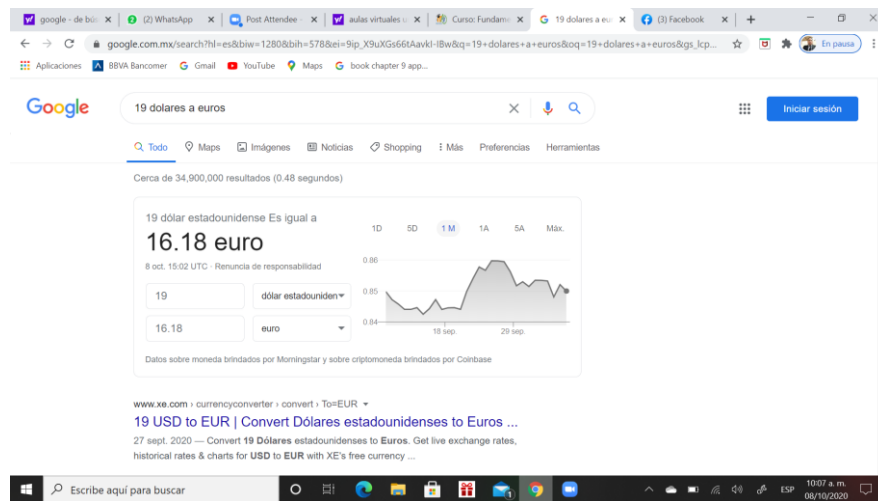 google - de bús
(2) WhatsApp
Post Attendee -
aulas virtuales u
Curso: Fundame
19 dolares a eur
(3) Facebook
google.com.mx/search?hl=es&biw=1280&bih=578&ei=9ip_X9uXGs66tAavkI-IBw&q=19+dolares+a+euros&oq=19+dolares+a+euros&gs_lcp...
En pausa
Aplicaciones BBVA Bancomer Gmail YouTube Maps book chapter 9 app...
Google
19 dolares a euros
Iniciar sesión
Todo Maps Imágenes Noticias Shopping Más Preferencias Herramientas
Cerca de 34,900,000 resultados (0.48 segundos)
19 dólar estadounidense Es igual a
16.18 euro
8 oct. 15:02 UTC · Renuncia de responsabilidad
19 dólar estadouniden
16.18 euro
1D 5D 1 M 1A 5A Máx.
0.86
0.85
0.84
18 sep. 29 sep.
Datos sobre moneda brindados por Morningstar y sobre criptomoneda brindados por Coinbase
www.xe.com › currencyconverter › convert › To=EUR
19 USD to EUR | Convert Dólares estadounidenses to Euros ...
27 sept. 2020 — Convert 19 Dólares estadounidenses to Euros. Get live exchange rates,
historical rates & charts for USD to EUR with XE's free currency ...
Escribe aquí para buscar
ESP
10:07 a. m.
08/10/2020